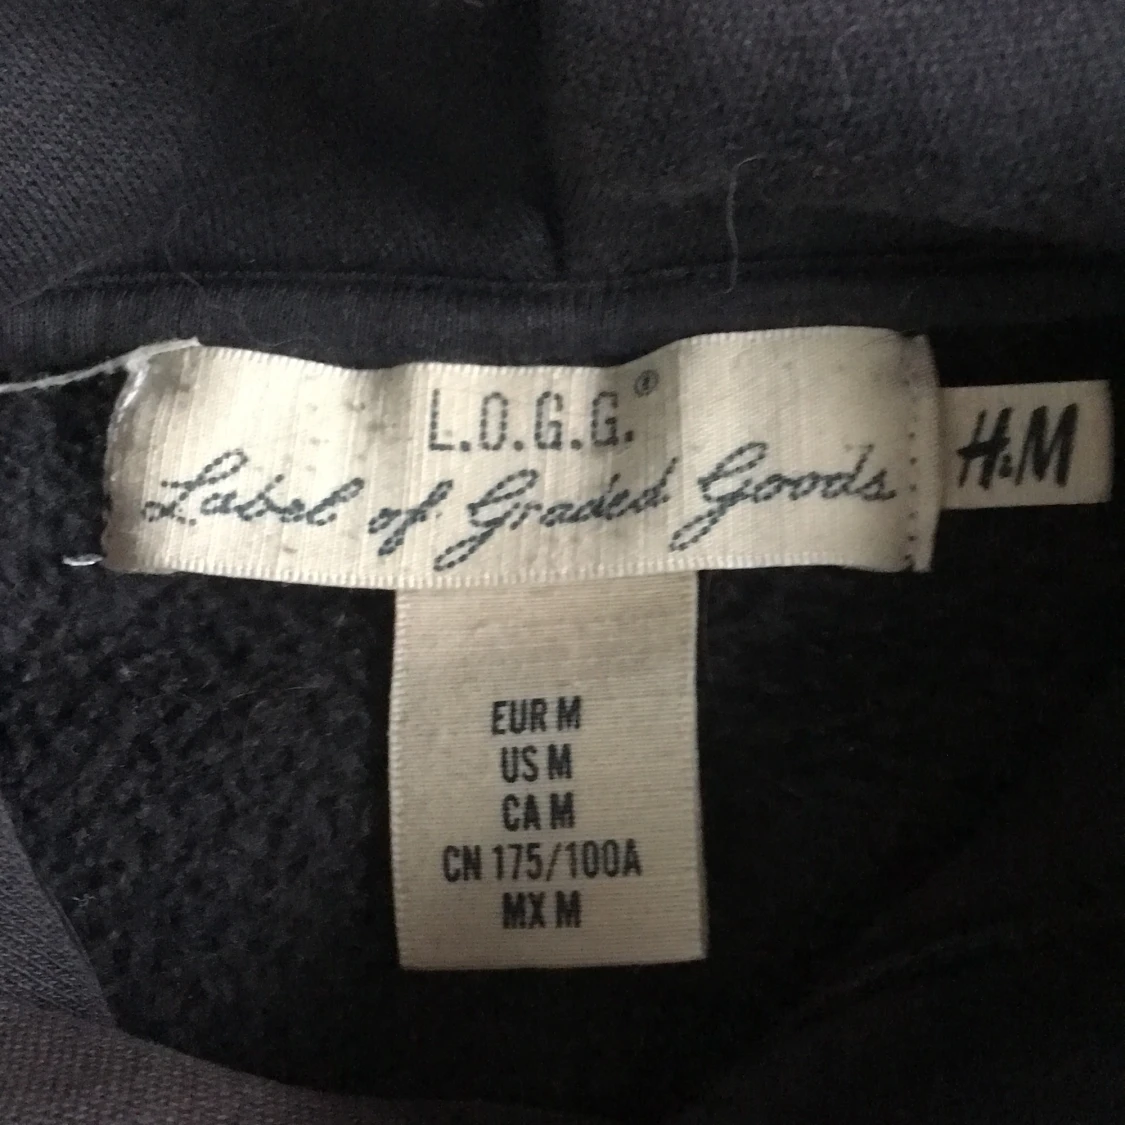 L.O.G.G.®
Label of Graded Goods
H&M
EUR M
US M
CA M
CN 175/100A
MX M